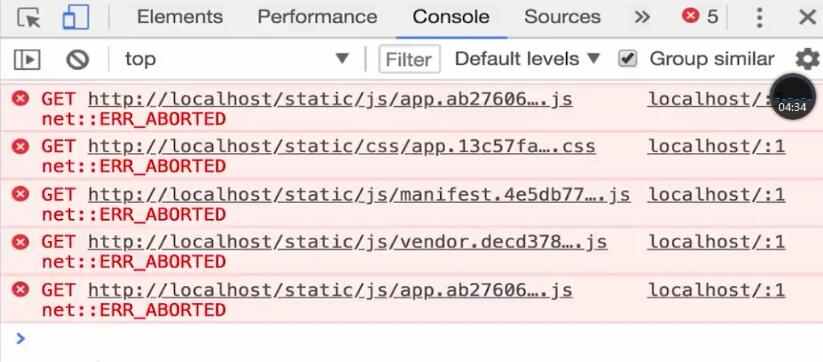 Elements Performance Console Sources » 5
top Filter Default levels Group similar
GET http://localhost/static/js/app.ab27606….js localhost/:
net::ERR_ABORTED
04:34
GET http://localhost/static/css/app.13c57fa….css localhost/:1
net::ERR_ABORTED
GET http://localhost/static/js/manifest.4e5db77….js localhost/:1
net::ERR_ABORTED
GET http://localhost/static/js/vendor.decd378….js localhost/:1
net::ERR_ABORTED
GET http://localhost/static/js/app.ab27606….js localhost/:1
net::ERR_ABORTED